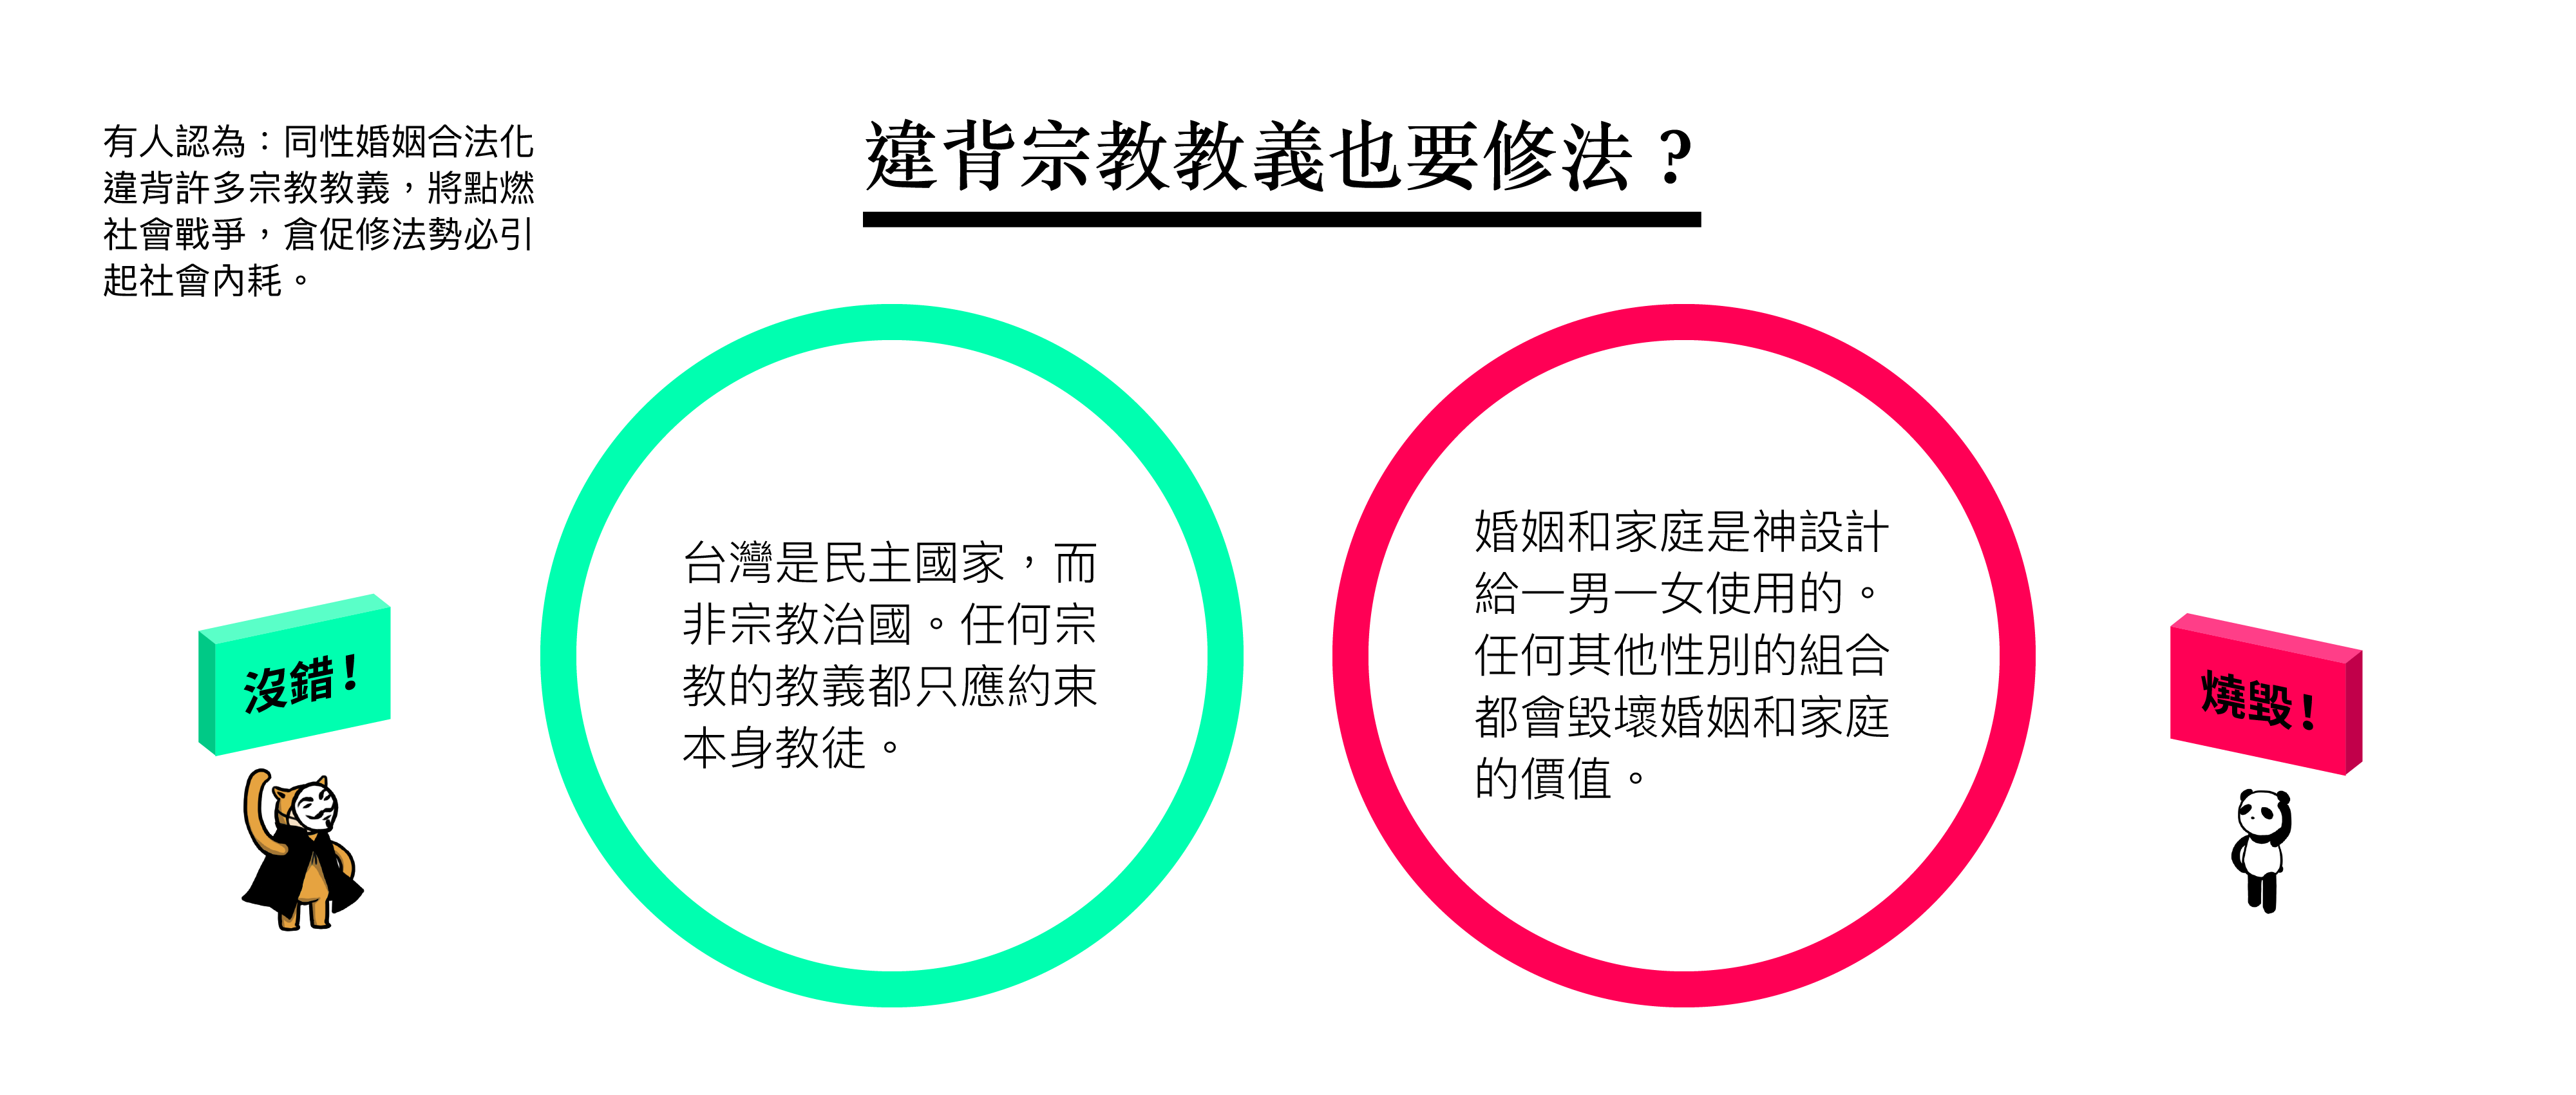 違背宗教教義也要修法？
有人認為：同性婚姻合法化
違背許多宗教教義，將點燃
社會戰爭，倉促修法勢必引
起社會內耗。
台灣是民主國家，而
非宗教治國。任何宗
教的教義都只應約束
本身教徒。
婚姻和家庭是神設計
給一男一女使用的。
任何其他性別的組合
都會毀壞婚姻和家庭
的價值。
沒錯！
燒毀！